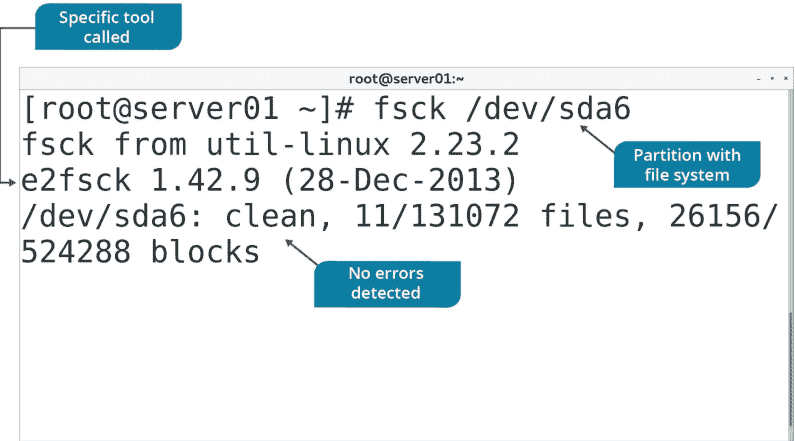 Specific tool
called
root@server01:~
[root@server01 ~]# fsck /dev/sda6
fsck from util-linux 2.23.2
Partition with
file system
e2fsck 1.42.9 (28-Dec-2013)
/dev/sda6: clean, 11/131072 files, 26156/
524288 blocks
No errors
detected